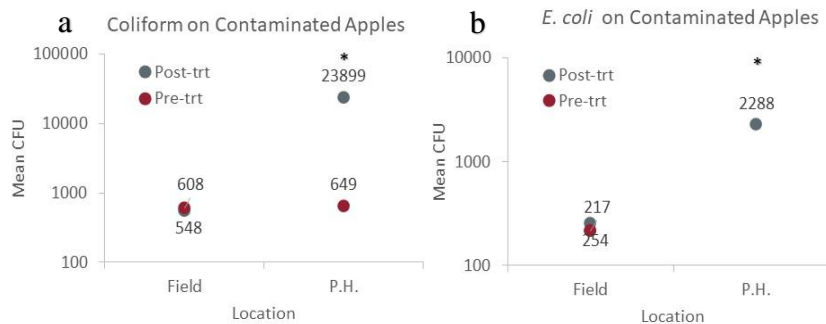 a
Coliform on Contaminated Apples
Mean CFU
100000
10000
1000
100
Post-trt
Pre-trt
*
23899
608
548
649
Field
P.H.
Location
b
E. coli on Contaminated Apples
Mean CFU
10000
1000
100
Post-trt
Pre-trt
*
2288
217
254
Field
P.H.
Location